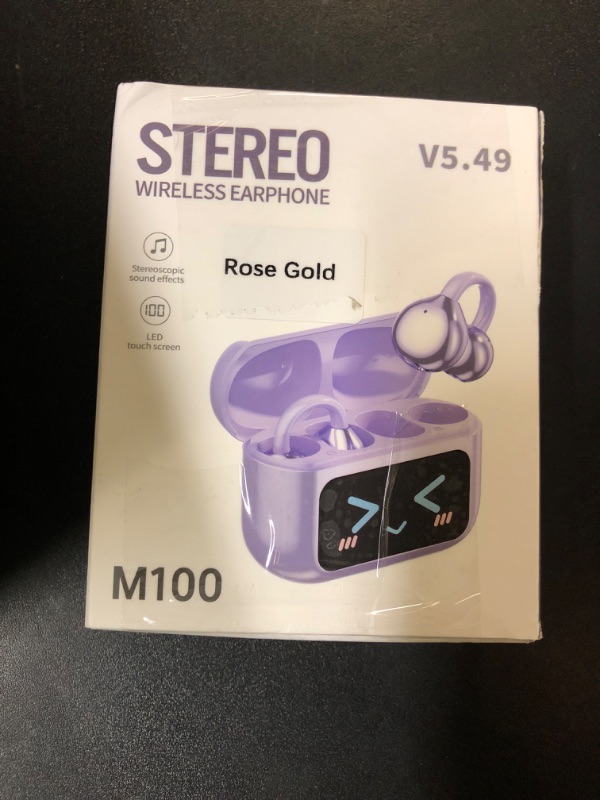 STEREO
WIRELESS EARPHONE
V5.49
Stereoscopic
sound effects
Rose Gold
100
LED
touch screen
M100